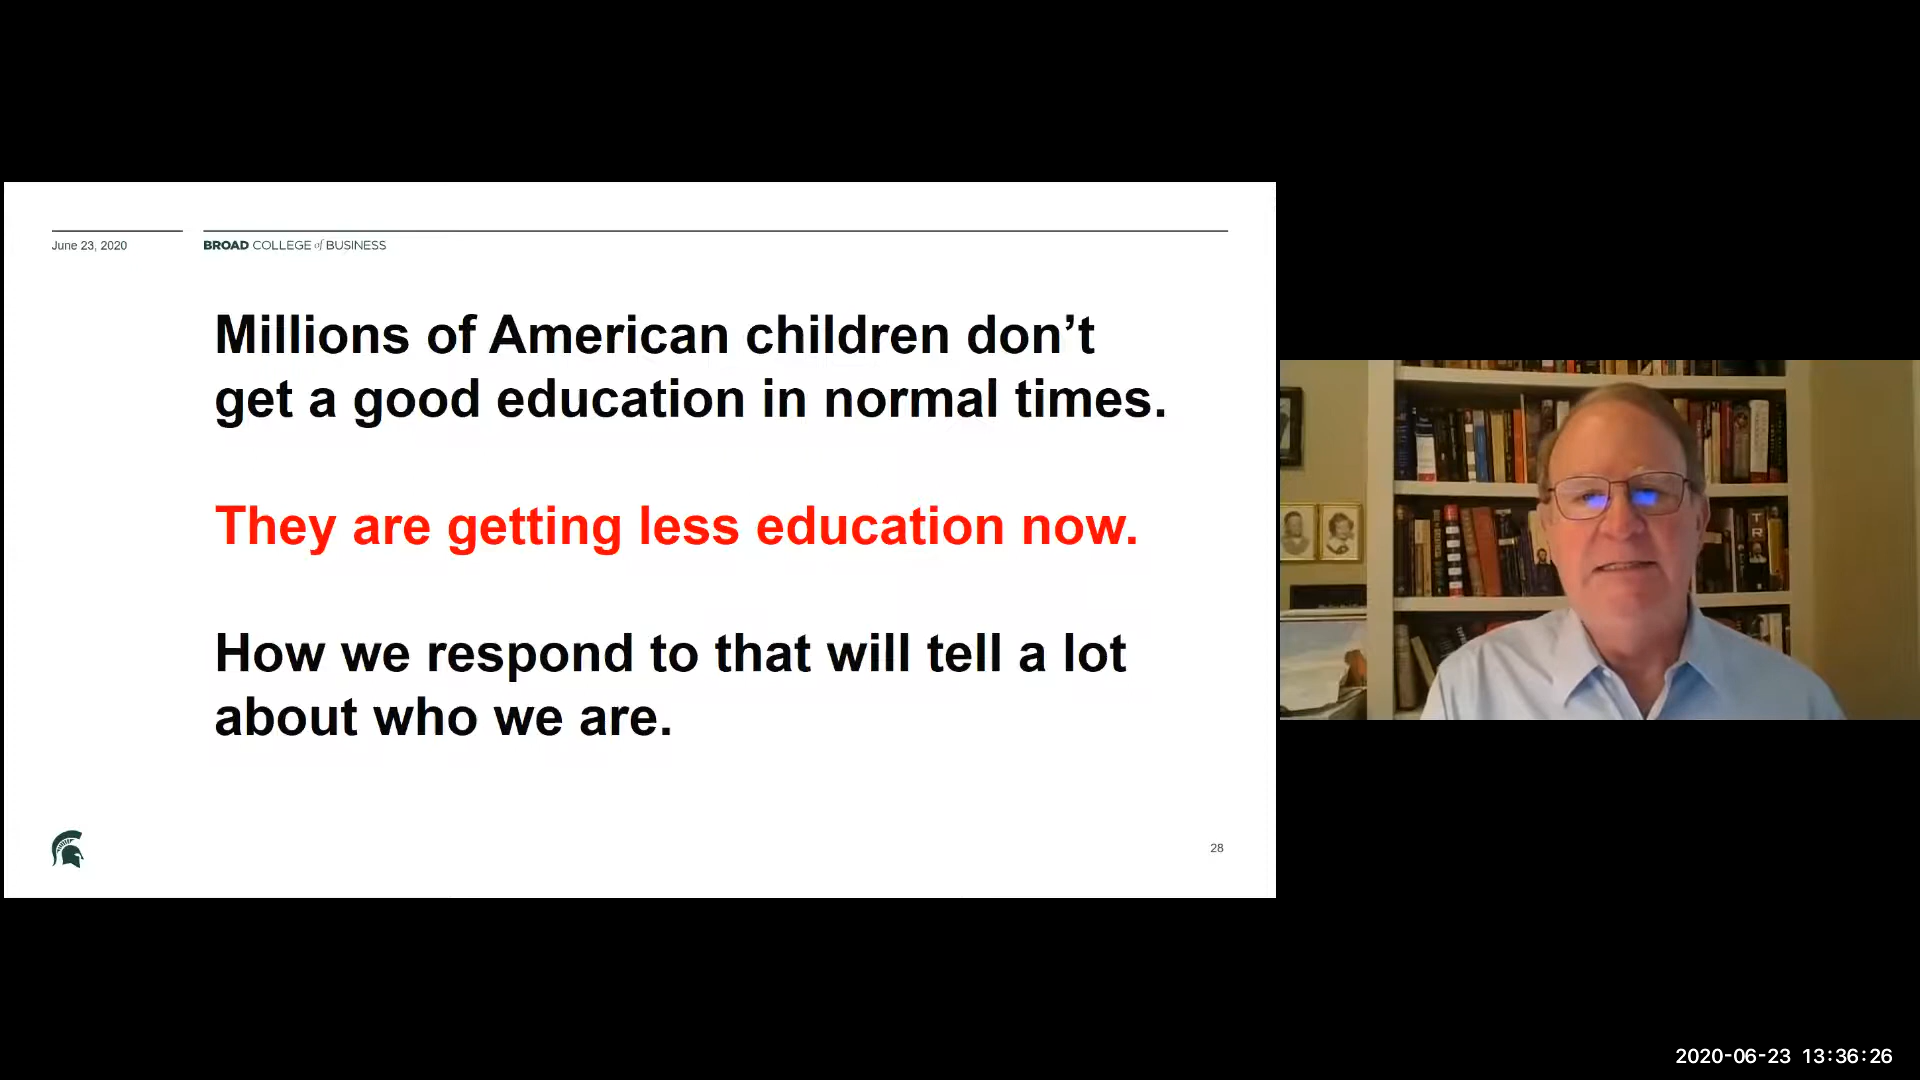 June 23, 2020
BROAD COLLEGE of BUSINESS
Millions of American children don’t
get a good education in normal times.
They are getting less education now.
How we respond to that will tell a lot
about who we are.
28
TR
2020-06-23 13:36:26